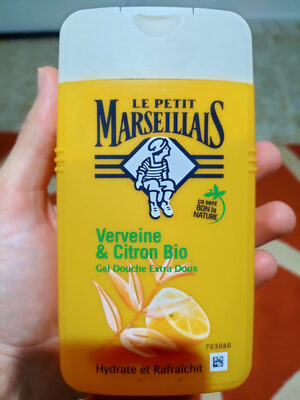 LE PETIT
MARSEILLAIS
ça sent
BON la
NATURE
Verveine
& Citron Bio
Gel Douche Extra Doux
703060
Hydrate et Rafraîchit